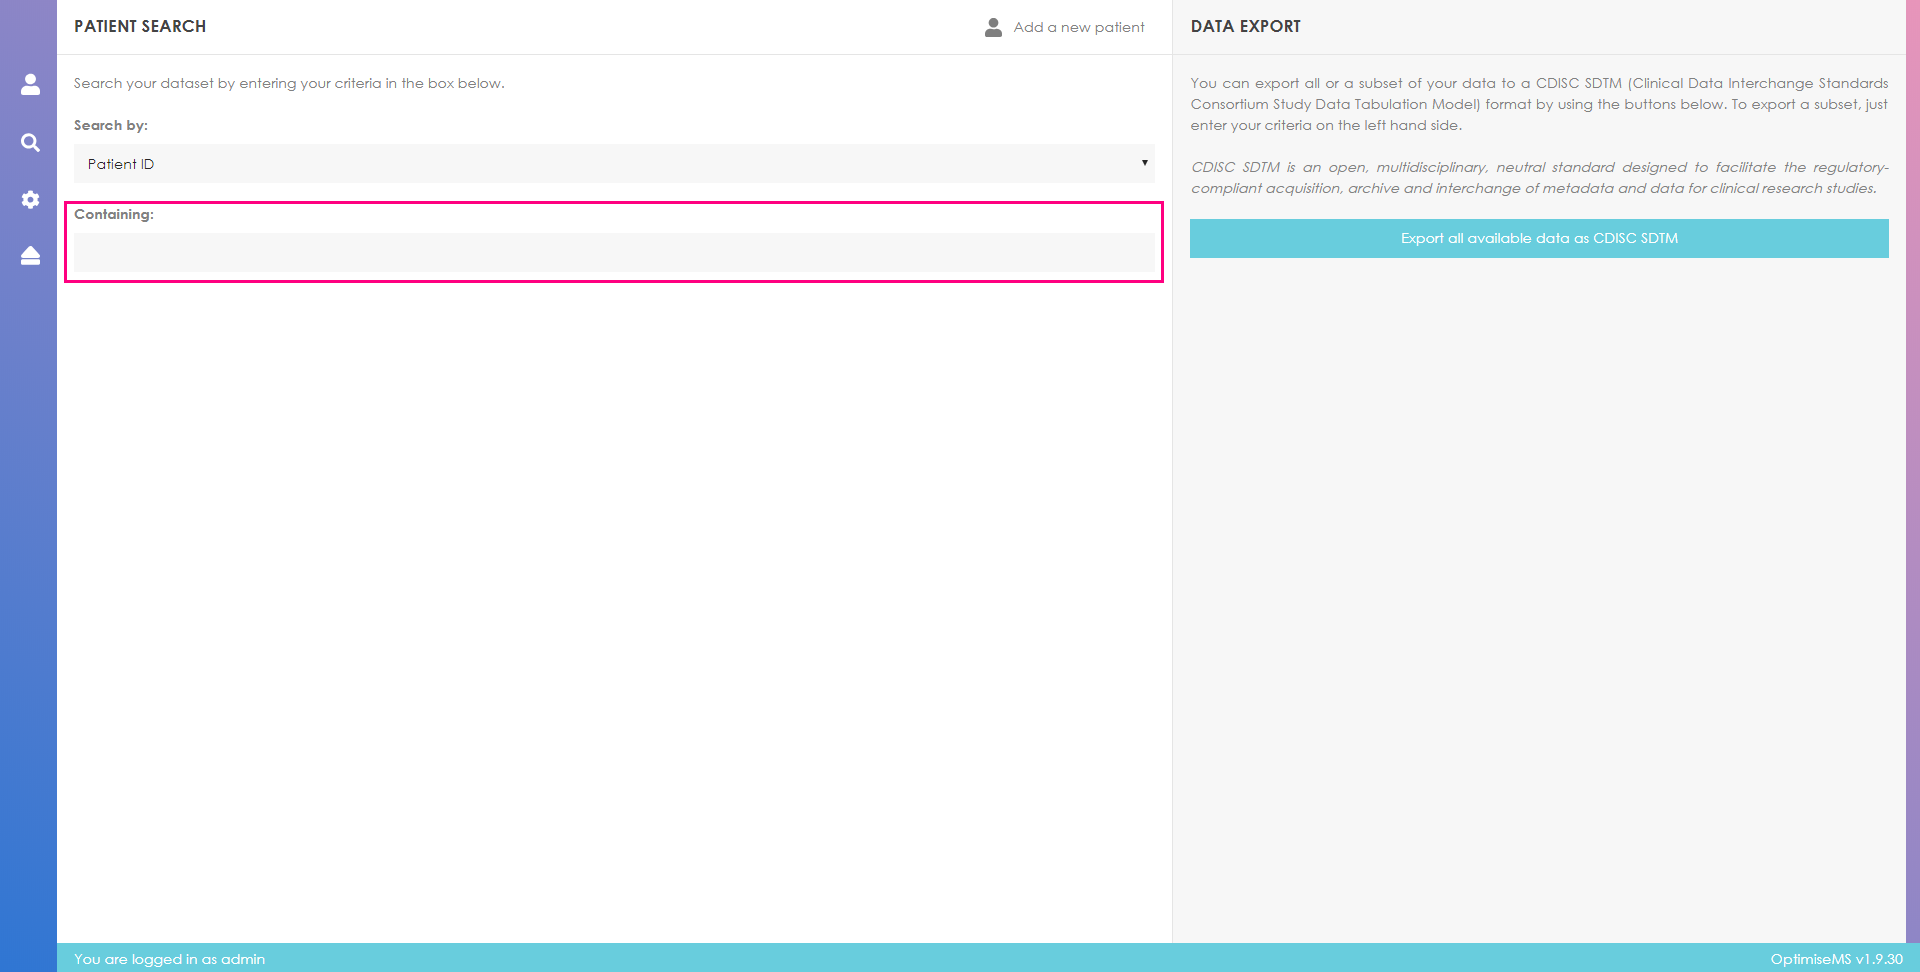 PATIENT SEARCH
Add a new patient
Search your dataset by entering your criteria in the box below.
Search by:
Patient ID
Containing:
DATA EXPORT
You can export all or a subset of your data to a CDISC SDTM (Clinical Data Interchange Standards
Consortium Study Data Tabulation Model) format by using the buttons below. To export a subset, just
enter your criteria on the left hand side.
CDISC SDTM is an open, multidisciplinary, neutral standard designed to facilitate the regulatory-
compliant acquisition, archive and interchange of metadata and data for clinical research studies.
Export all available data as CDISC SDTM
You are logged in as admin
OptimiseMS v1.9.30